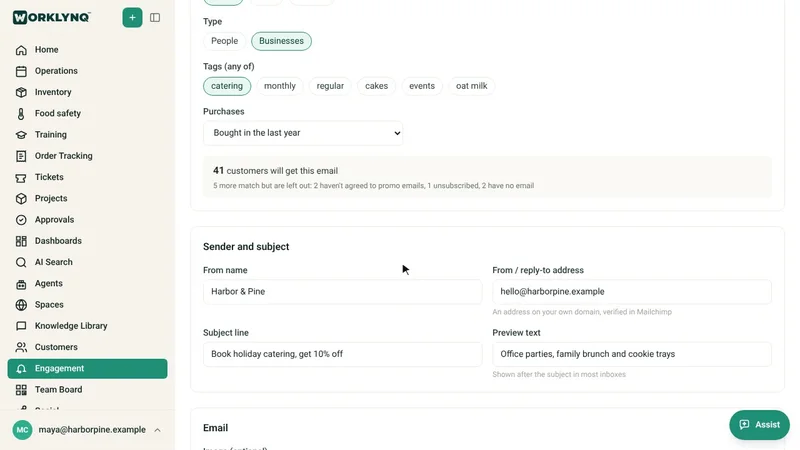 WORKLYNQ™
+
Home
Operations
Inventory
Food safety
Training
Order Tracking
Tickets
Projects
Approvals
Dashboards
AI Search
Agents
Spaces
Knowledge Library
Customers
Engagement
Team Board
Social
MC maya@harborpine.example
Type
People Businesses
Tags (any of)
catering monthly regular cakes events oat milk
Purchases
Bought in the last year
41 customers will get this email
5 more match but are left out: 2 haven't agreed to promo emails, 1 unsubscribed, 2 have no email
Sender and subject
From name From / reply-to address
Harbor & Pine hello@harborpine.example
An address on your own domain, verified in Mailchimp
Subject line Preview text
Book holiday catering, get 10% off Office parties, family brunch and cookie trays
Shown after the subject in most inboxes
Email
Image (optional)
Assist